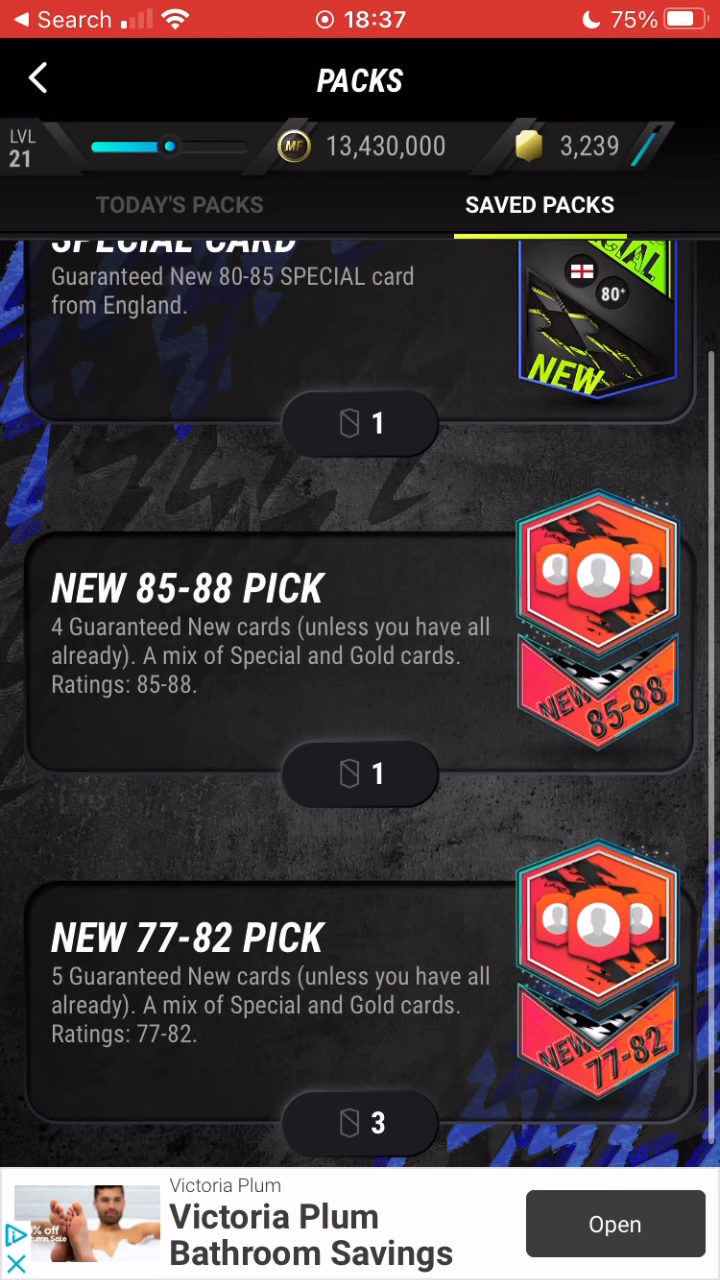 Search 18:37 75%
PACKS
LVL
21
MF 13,430,000 3,239
TODAY'S PACKS SAVED PACKS
SPECIAL CARD
Guaranteed New 80-85 SPECIAL card
from England.
80+
NEW
1
NEW 85-88 PICK
4 Guaranteed New cards (unless you have all
already). A mix of Special and Gold cards.
Ratings: 85-88.
NEW 85-88
1
NEW 77-82 PICK
5 Guaranteed New cards (unless you have all
already). A mix of Special and Gold cards.
Ratings: 77-82.
NEW 77-82
3
Victoria Plum
Victoria Plum
Bathroom Savings
Open
% off